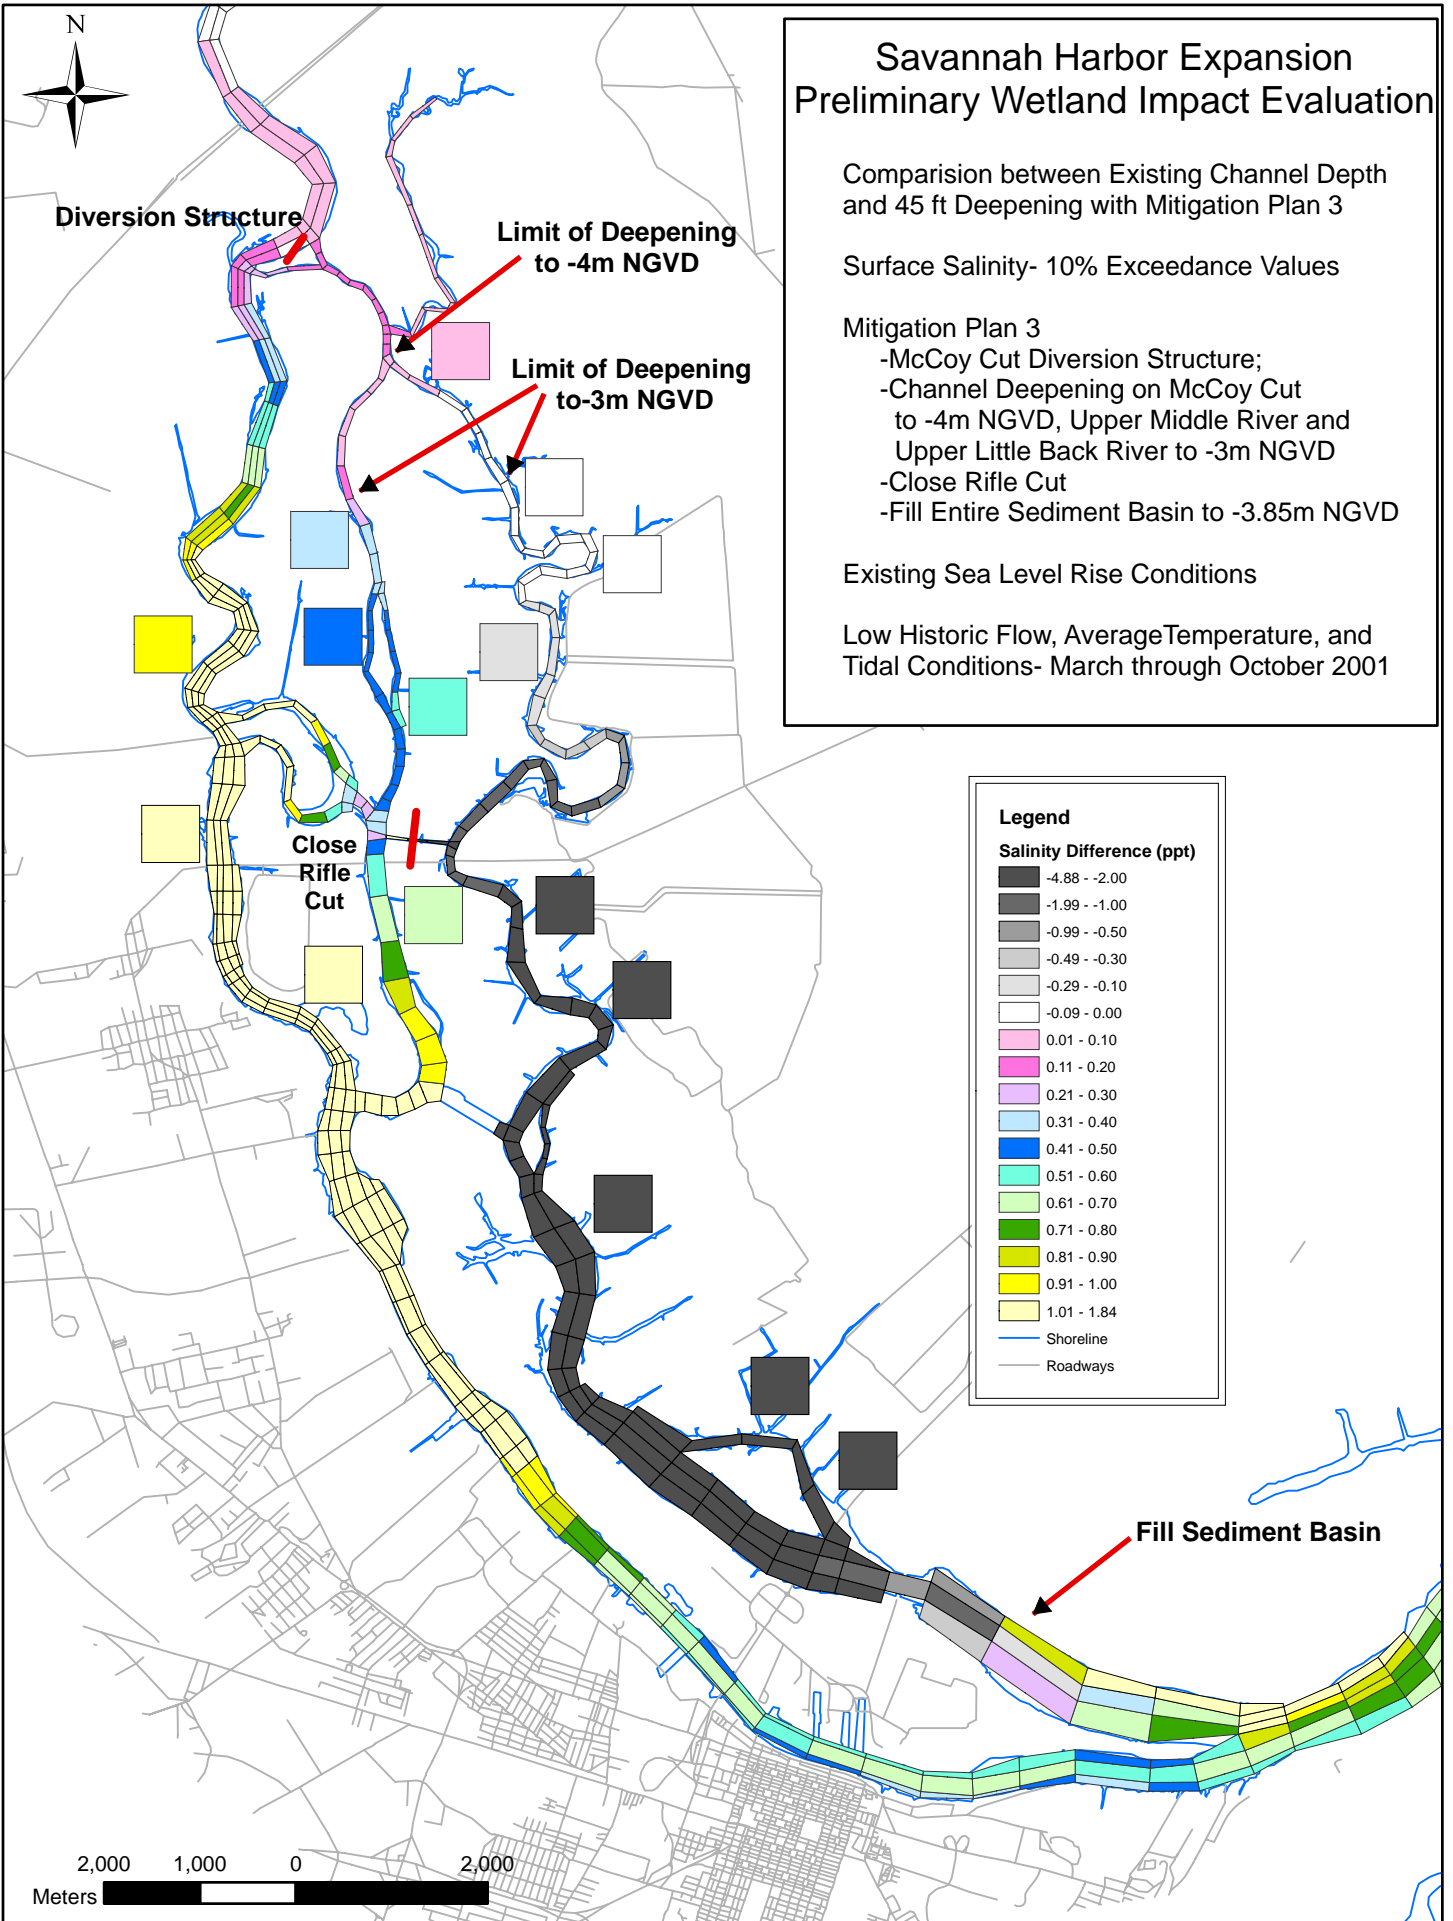 N
Savannah Harbor Expansion
Preliminary Wetland Impact Evaluation
Comparision between Existing Channel Depth
and 45 ft Deepening with Mitigation Plan 3
Surface Salinity- 10% Exceedance Values
Mitigation Plan 3
-McCoy Cut Diversion Structure;
-Channel Deepening on McCoy Cut
to -4m NGVD, Upper Middle River and
Upper Little Back River to -3m NGVD
-Close Rifle Cut
-Fill Entire Sediment Basin to -3.85m NGVD
Existing Sea Level Rise Conditions
Low Historic Flow, AverageTemperature, and
Tidal Conditions- March through October 2001
Diversion Structure
Limit of Deepening
to -4m NGVD
Limit of Deepening
to-3m NGVD
Close
Rifle
Cut
Legend
Salinity Difference (ppt)
-4.88 - -2.00
-1.99 - -1.00
-0.99 - -0.50
-0.49 - -0.30
-0.29 - -0.10
-0.09 - 0.00
0.01 - 0.10
0.11 - 0.20
0.21 - 0.30
0.31 - 0.40
0.41 - 0.50
0.51 - 0.60
0.61 - 0.70
0.71 - 0.80
0.81 - 0.90
0.91 - 1.00
1.01 - 1.84
Shoreline
Roadways
Fill Sediment Basin
2,000 1,000 0 2,000
Meters